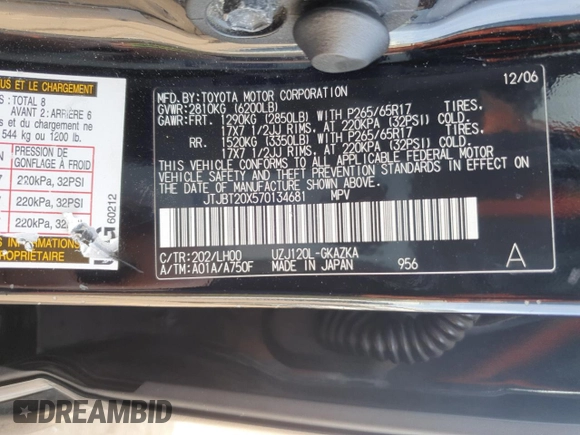 ET LE CHARGEMENT
S: TOTAL 8
AVANT 2: ARRIÈRE 6
s et du chargement ne
544 kg ou 1200 lb.
PRESSION DE
GONFLAGE À FROID
220kPa, 32PSI
220kPa, 32PSI
220kPa, 32PSI
PROPRIÉTAIRE
60212
MFD. BY: TOYOTA MOTOR CORPORATION 12/06
GVWR: 2810KG (6200LB)
GAWR: FRT. 1290KG (2850LB) WITH P265/65R17 TIRES,
17X7 1/2JJ RIMS, AT 220KPA (32PSI) COLD.
RR. 1520KG (3350LB) WITH P265/65R17 TIRES,
17X7 1/2JJ RIMS, AT 220KPA (32PSI) COLD.
THIS VEHICLE CONFORMS TO ALL APPLICABLE FEDERAL MOTOR
VEHICLE SAFETY AND THEFT PREVENTION STANDARDS IN EFFECT ON
THE DATE OF MANUFACTURE SHOWN ABOVE.
JTJBT20X570134681 MPV
C/TR: 202/LH00 UZJ120L-GKAZKA
A/TM: A01A/A750F MADE IN JAPAN 956 A
DREAMBID